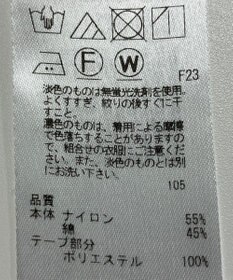 F W F23
淡色のものは無蛍光洗剤を使用、
よくすすぎ、絞りの後すぐに干
すこと。
濃色のものは、着用による摩擦
で色落ちすることがありますの
で、組合せの衣服にご注意くだ
さい。また、淡色のものとは別
にお洗い下さい。
105
品質
本体 ナイロン 55%
綿 45%
テープ部分
ポリエステル 100%